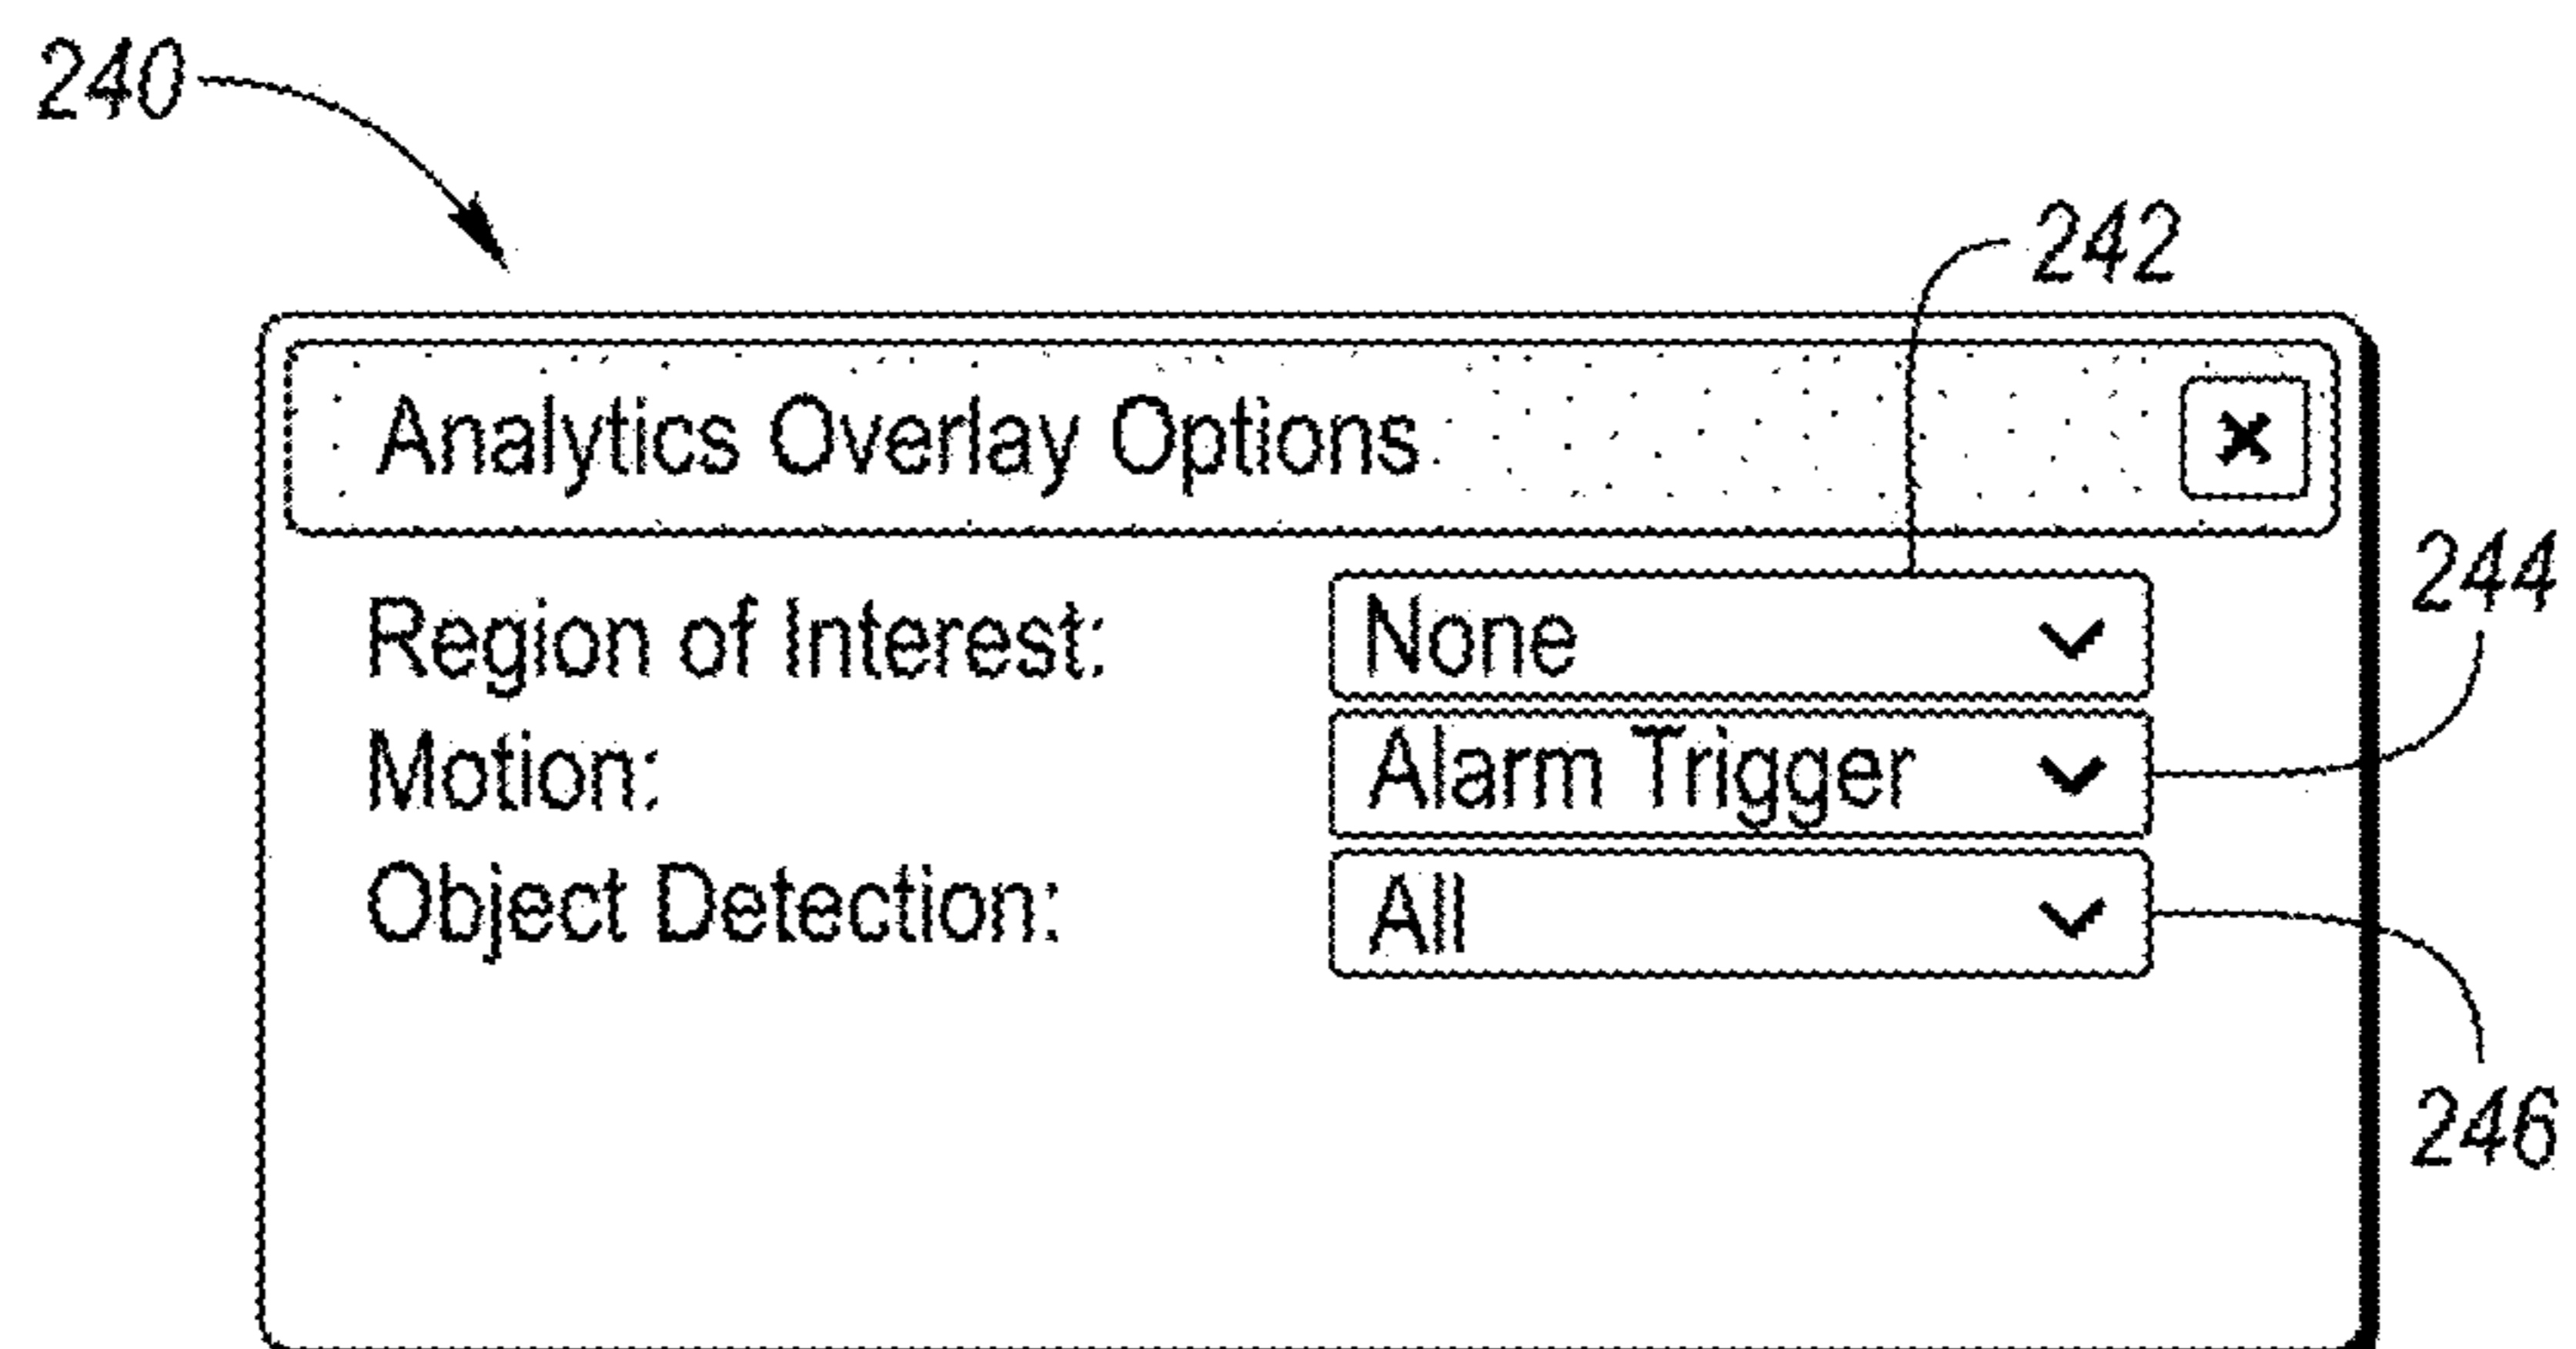 240
242
Analytics Overlay Options
244
Region of Interest: None
Motion: Alarm Trigger
Object Detection: All
246